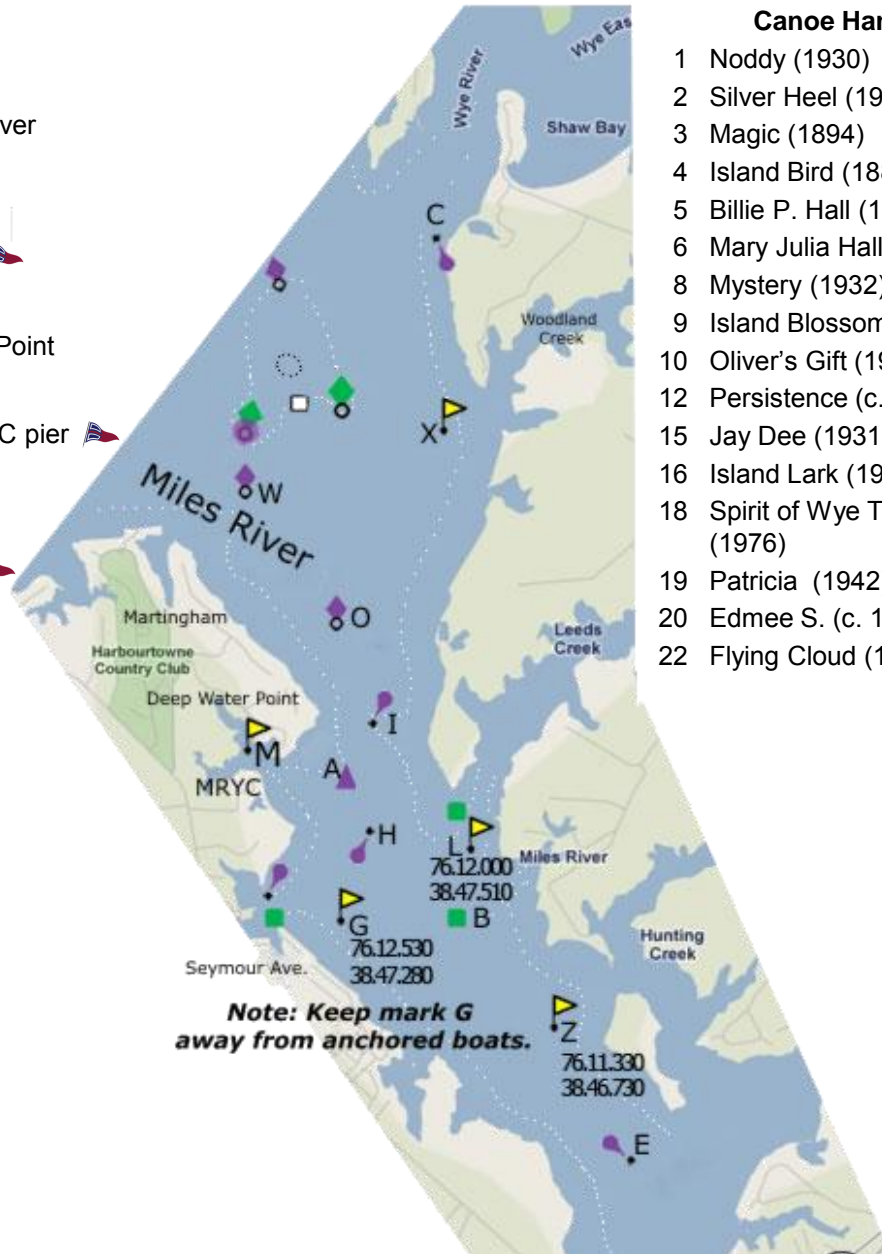 ver
Point
C pier
Canoe Har
1 Noddy (1930)
2 Silver Heel (19
3 Magic (1894)
4 Island Bird (188
5 Billie P. Hall (1
6 Mary Julia Hall
8 Mystery (1932)
9 Island Blossom
10 Oliver's Gift (19
12 Persistence (c.
15 Jay Dee (1931
16 Island Lark (19
18 Spirit of Wye T
(1976)
19 Patricia (1942
20 Edmee S. (c. 1
22 Flying Cloud (1
Wye Eas
Wye River
Shaw Bay
C
Woodland
Creek
X
W
Miles River
O
Martingham
Harbourtowne
Country Club
Leeds
Creek
Deep Water Point
I
M
A
MRYC
H
L
Miles River
76.12.000
38.47.510
G
B
76.12.530
38.47.280
Hunting
Creek
Seymour Ave.
Note: Keep mark G
away from anchored boats.
Z
76.11.330
38.46.730
E